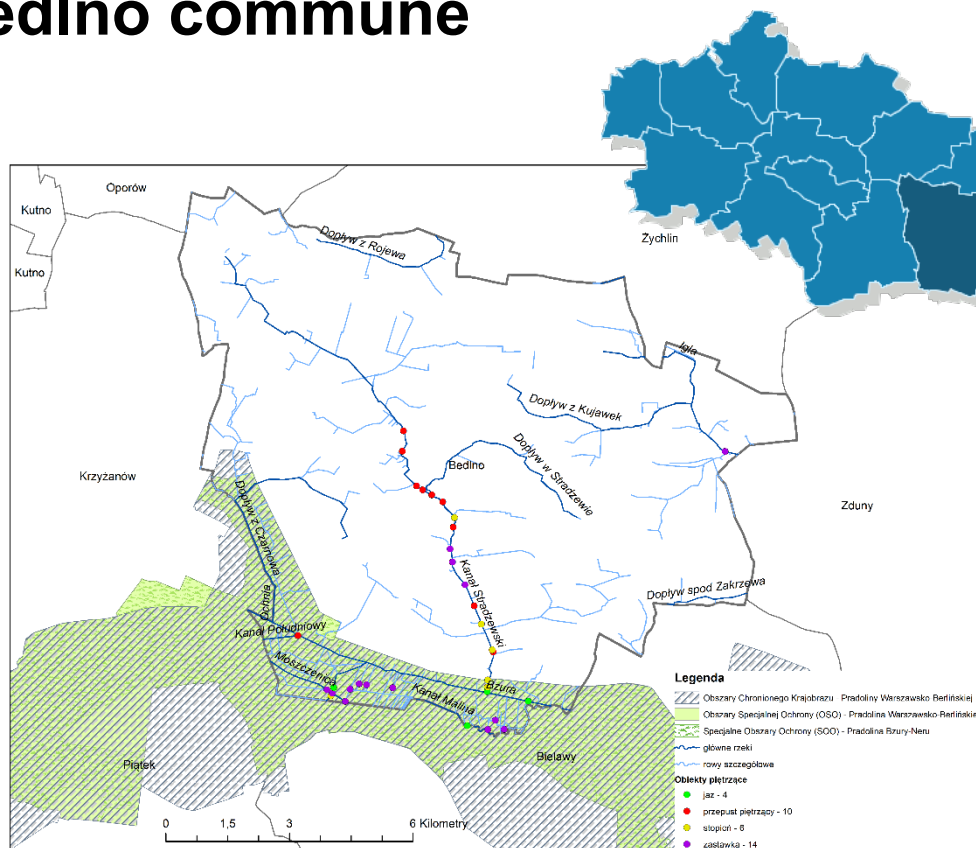 edlno commune
Oporów
Kutno
Kutno
Żychlin
Dopływ z Rojewa
Igla
Dopływ z Kujawek
Dopływ w Stradzewie
Bedlno
Krzyżanów
Zduny
Dopływ z Czarnowa
Ochnia
Kanał Stradzewski
Dopływ spod Zakrzewa
Kanał Południowy
Moszczenica
Kanał Malina
Bzura
Piątek
Bielawy
0 1,5 3 6 Kilometry
Legenda
Obszary Chronionego Krajobrazu - Pradoliny Warszawsko Berlińskiej
Obszary Specjalnej Ochrony (OSO) - Pradolina Warszawsko-Berlińska
Specjalne Obszary Ochrony (SOO) - Pradolina Bzury-Neru
główne rzeki
rowy szczegółowe
Obiekty piętrzące
jaz - 4
przepust piętrzący - 10
stopień - 6
zastawka - 14